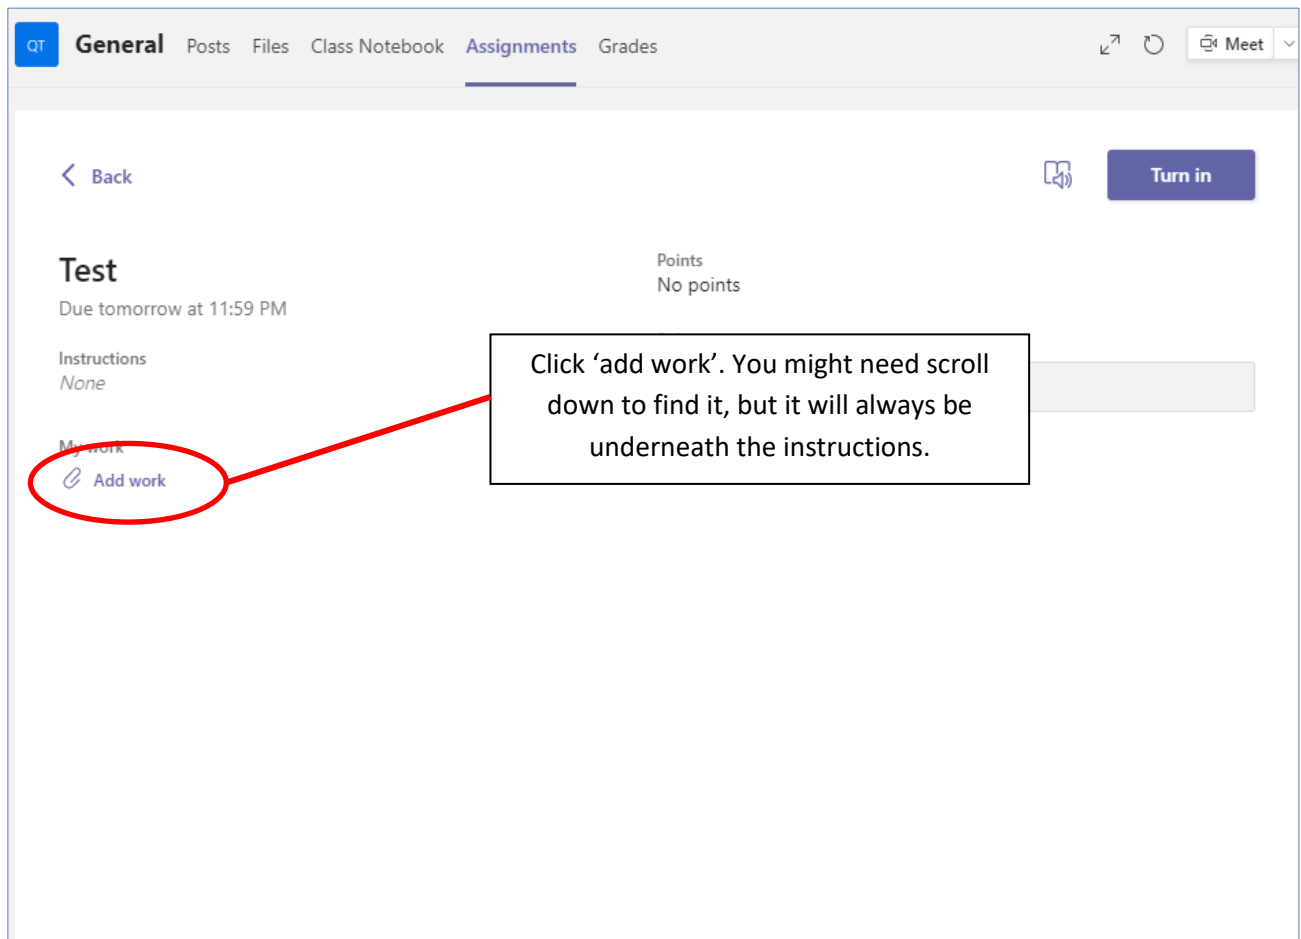 QT General Posts Files Class Notebook Assignments Grades Meet
Back
Turn in
Test
Due tomorrow at 11:59 PM
Points
No points
Instructions
None
Click ‘add work’. You might need scroll
down to find it, but it will always be
underneath the instructions.
My work
Add work